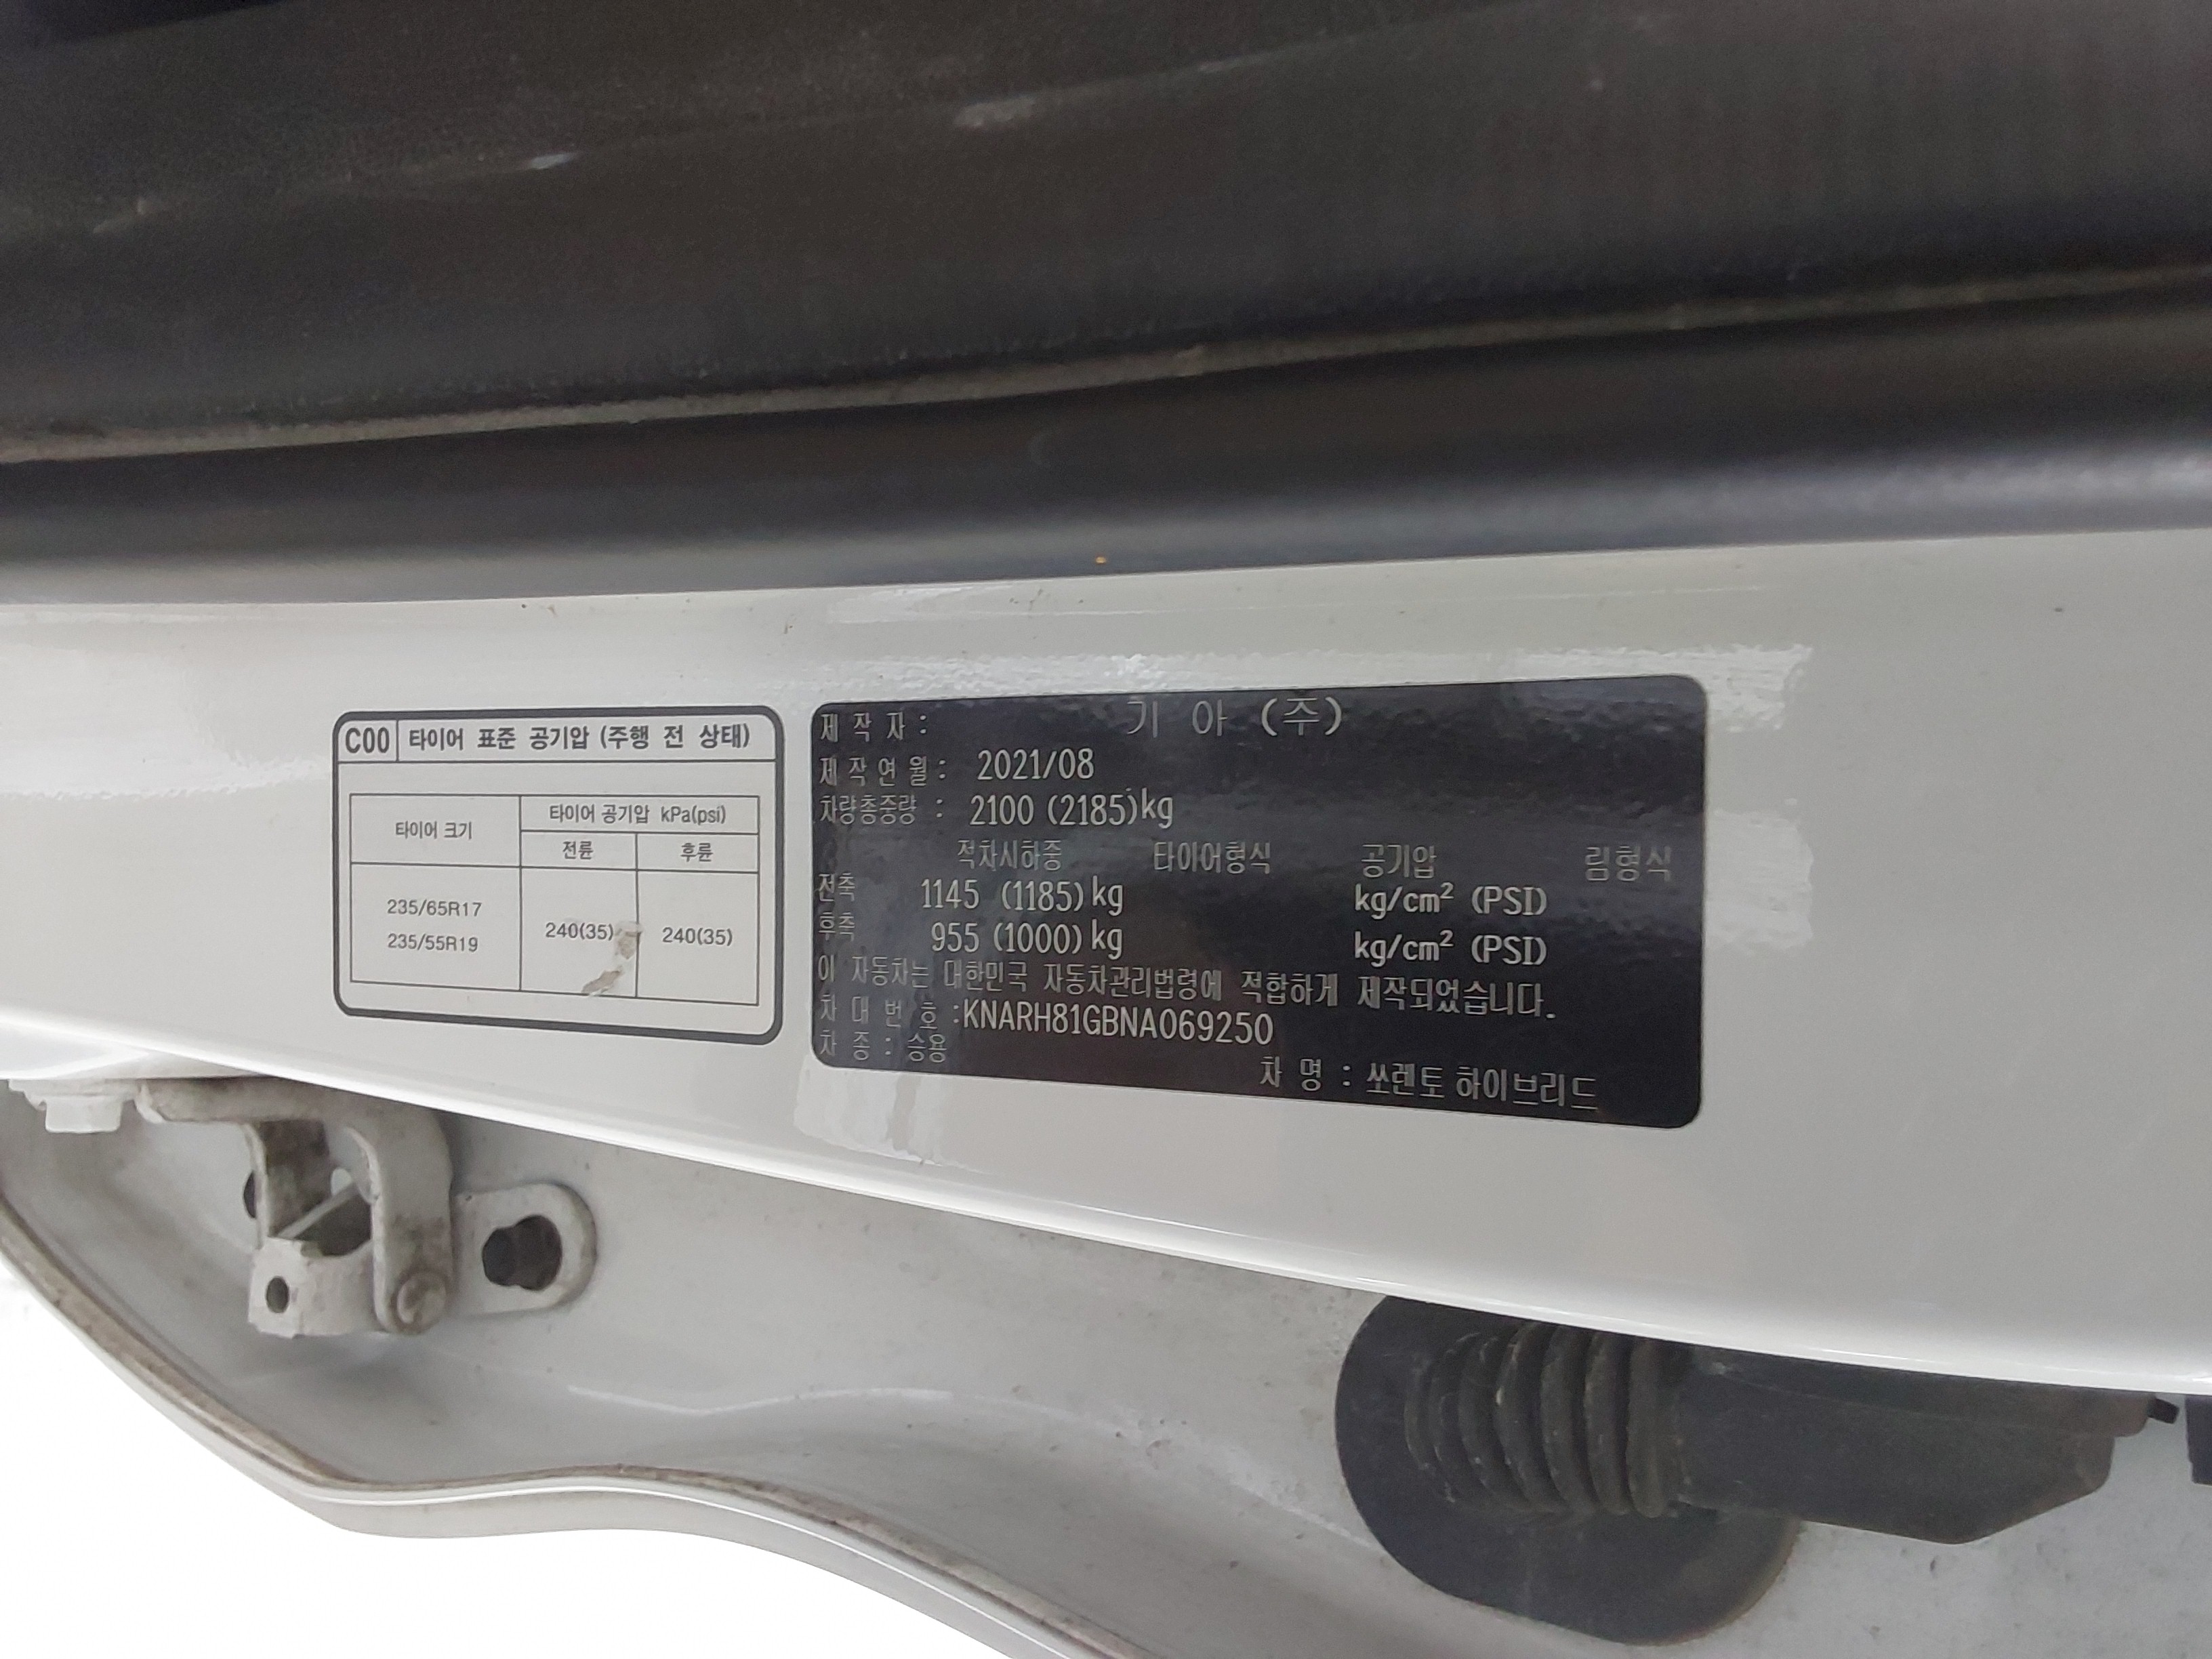 C00 타이어 표준 공기압 (주행 전 상태)
타이어 크기
타이어 공기압 kPa(psi)
전륜 후륜
235/65R17
235/55R19
240(35) 240(35)
제 작 자 : 기 아 (주)
제 작 연 월 : 2021/08
차량총중량 : 2100 (2185)kg
적차시하중 타이어형식 공기압 림형식
전축 1145 (1185) kg kg/cm² (PSI)
후축 955 (1000) kg kg/cm² (PSI)
이 자동차는 대한민국 자동차관리법령에 적합하게 제작되었습니다.
차 대 번 호 :KNARH81GBNA069250
차 종 : 승용
차 명 : 쏘렌토 하이브리드